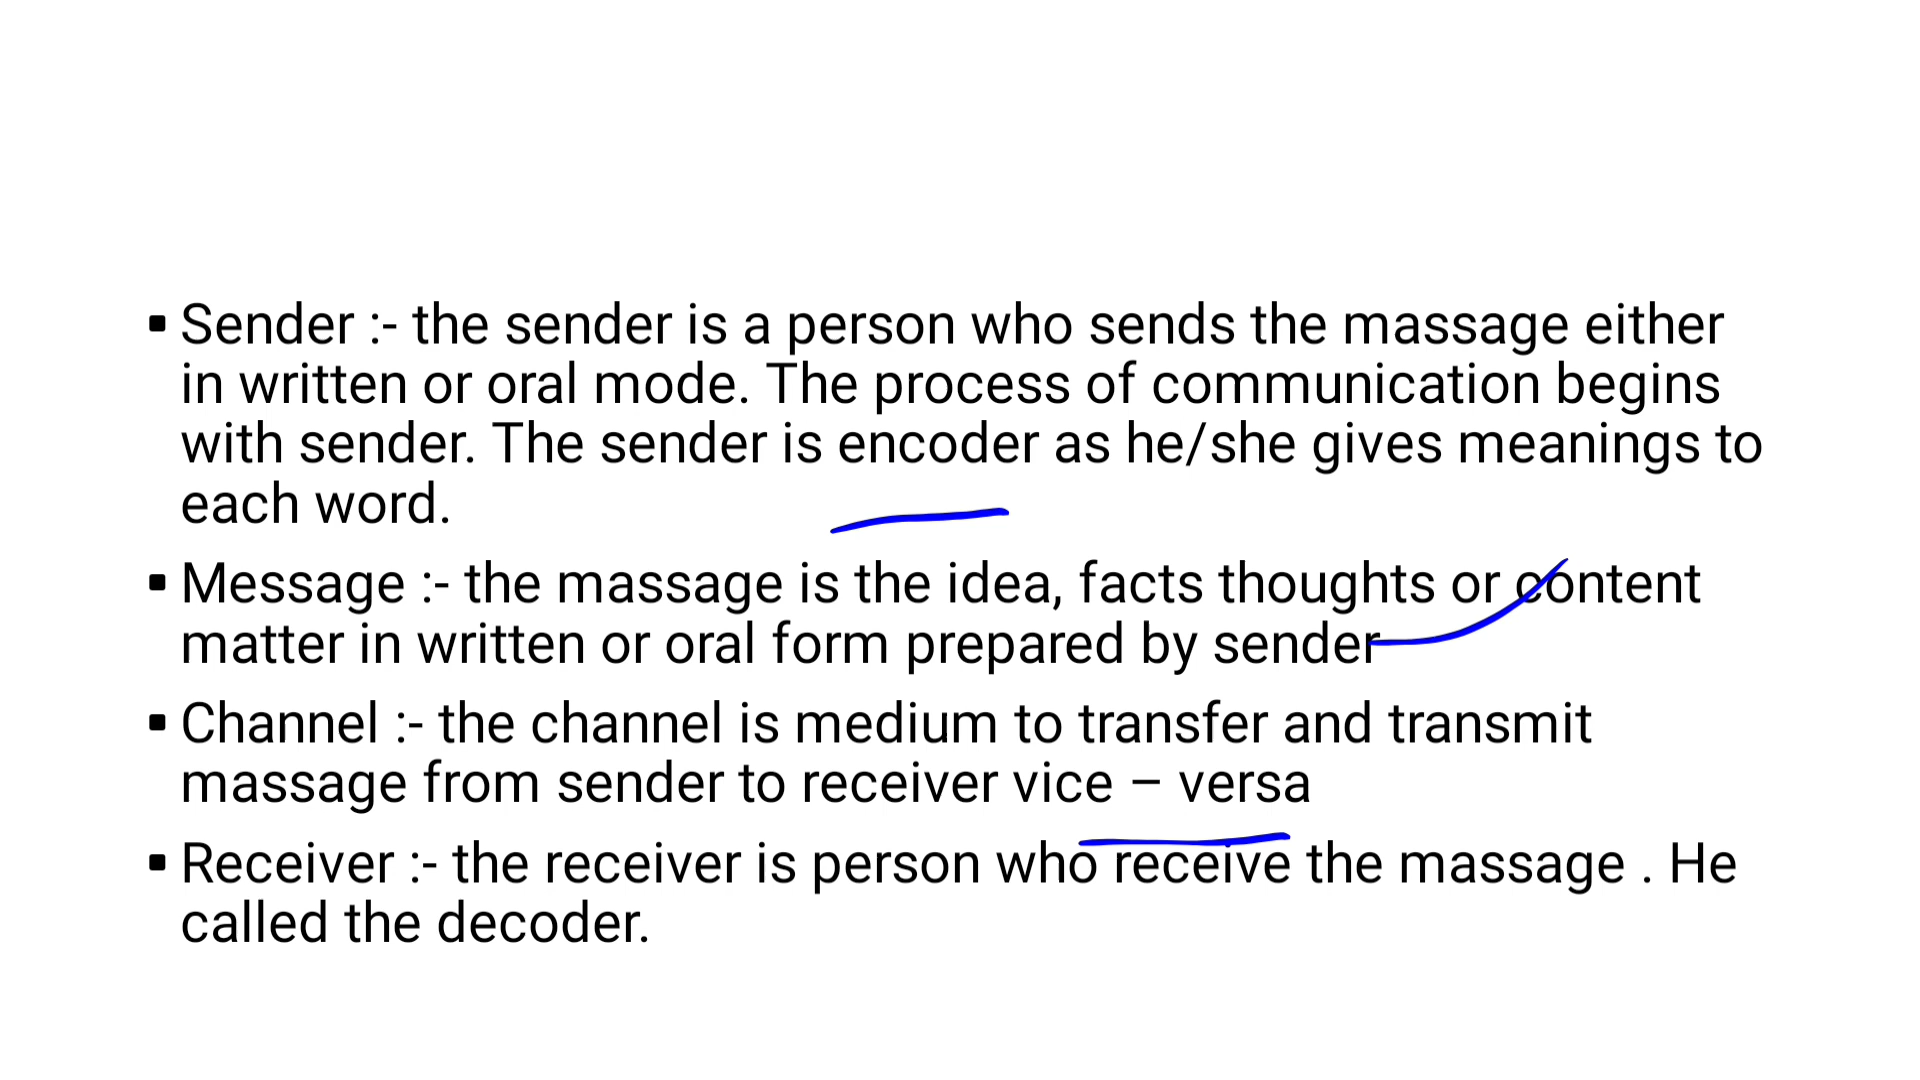 ▪ Sender :- the sender is a person who sends the massage either
in written or oral mode. The process of communication begins
with sender. The sender is encoder as he/she gives meanings to
each word.
▪ Message :- the massage is the idea, facts thoughts or content
matter in written or oral form prepared by sender
▪ Channel :- the channel is medium to transfer and transmit
massage from sender to receiver vice – versa
▪ Receiver :- the receiver is person who receive the massage . He
called the decoder.